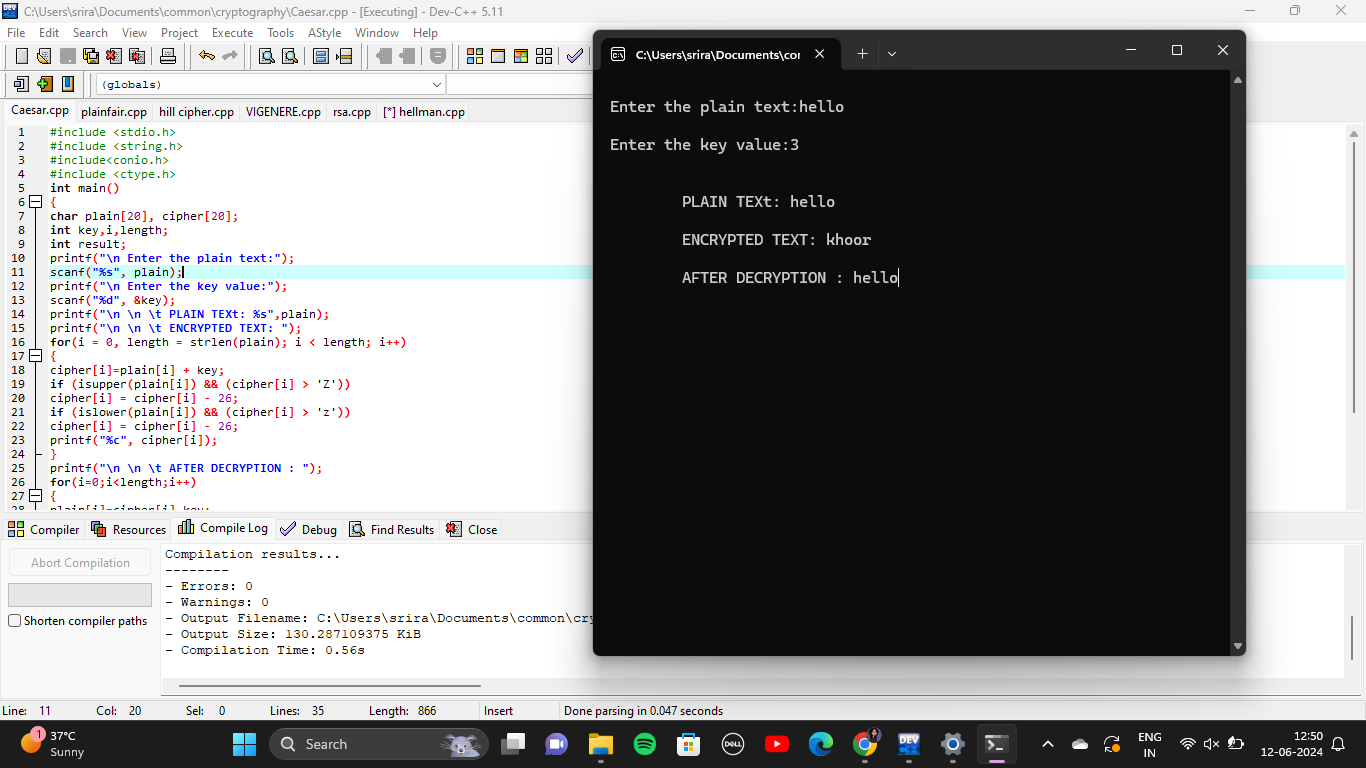 C:\Users\srira\Documents\common\cryptography\Caesar.cpp - [Executing] - Dev-C++ 5.11
File Edit Search View Project Execute Tools AStyle Window Help
(globals)
Caesar.cpp plainfair.cpp hill cipher.cpp VIGENERE.cpp rsa.cpp [*] hellman.cpp
1 #include <stdio.h>
2 #include <string.h>
3 #include<conio.h>
4 #include <ctype.h>
5 int main()
6 {
7 char plain[20], cipher[20];
8 int key,i,length;
9 int result;
10 printf("\n Enter the plain text:");
11 scanf("%s", plain);
12 printf("\n Enter the key value:");
13 scanf("%d", &key);
14 printf("\n \n \t PLAIN TEXt: %s",plain);
15 printf("\n \n \t ENCRYPTED TEXT: ");
16 for(i = 0, length = strlen(plain); i < length; i++)
17 {
18 cipher[i]=plain[i] + key;
19 if (isupper(plain[i]) && (cipher[i] > 'Z'))
20 cipher[i] = cipher[i] - 26;
21 if (islower(plain[i]) && (cipher[i] > 'z'))
22 cipher[i] = cipher[i] - 26;
23 printf("%c", cipher[i]);
24 }
25 printf("\n \n \t AFTER DECRYPTION : ");
26 for(i=0;i<length;i++)
27 {
28 plain[i]=cipher[i]-key;
C:\Users\srira\Documents\cor
Enter the plain text:hello
Enter the key value:3
PLAIN TEXt: hello
ENCRYPTED TEXT: khoor
AFTER DECRYPTION : hello
Compiler Resources Compile Log Debug Find Results Close
Abort Compilation
Shorten compiler paths
Compilation results...
--------
- Errors: 0
- Warnings: 0
- Output Filename: C:\Users\srira\Documents\common\cry
- Output Size: 130.287109375 KiB
- Compilation Time: 0.56s
Line: 11 Col: 20 Sel: 0 Lines: 35 Length: 866 Insert Done parsing in 0.047 seconds
1
37°C
Sunny
Search
DELL
DEV
ENG
IN
12:50
12-06-2024